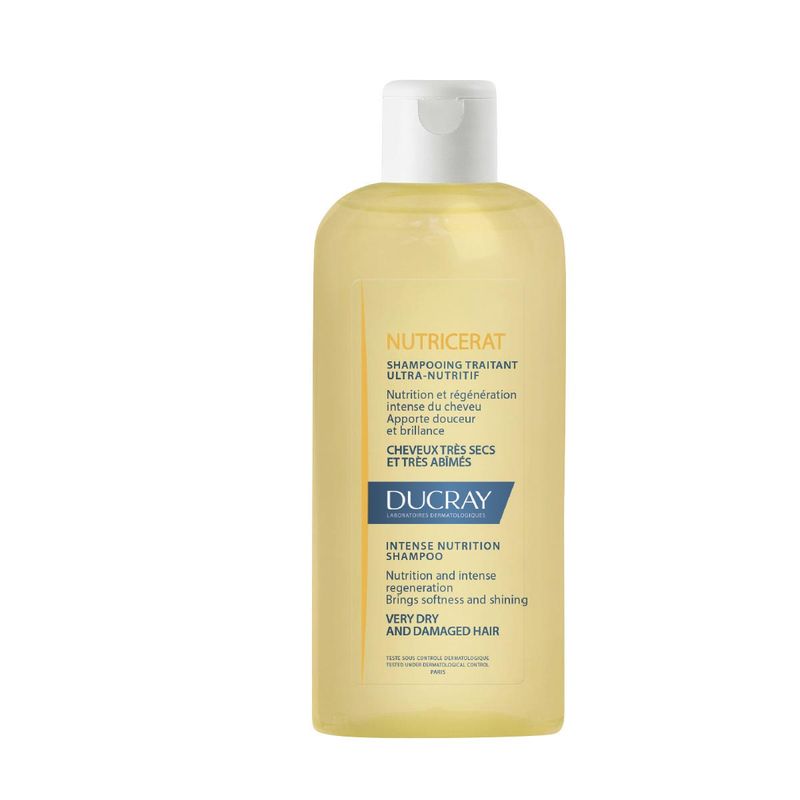 NUTRICERAT
SHAMPOOING TRAITANT
ULTRA-NUTRITIF
Nutrition et régénération
intense du cheveu
Apporte douceur
et brillance
CHEVEUX TRÈS SECS
ET TRÈS ABÎMÉS
DUCRAY
LABORATOIRES DERMATOLOGIQUES
INTENSE NUTRITION
SHAMPOO
Nutrition and intense
regeneration
Brings softness and shining
VERY DRY
AND DAMAGED HAIR
TESTE SOUS CONTROLE DERMATOLOGIQUE
TESTED UNDER DERMATOLOGICAL CONTROL
PARIS